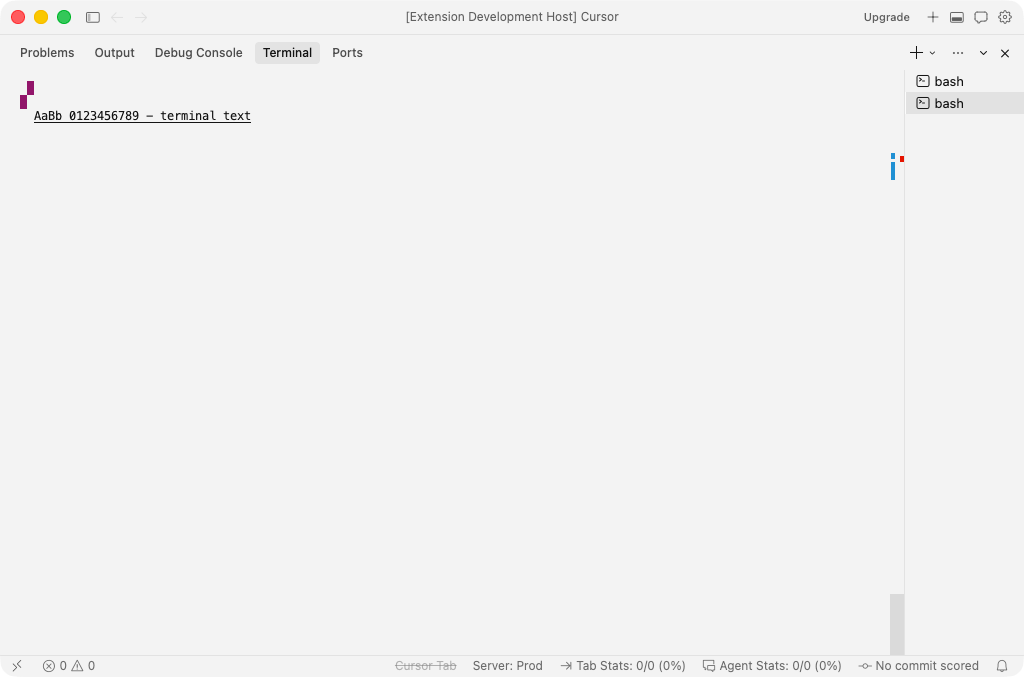 [Extension Development Host] Cursor
Upgrade
Problems Output Debug Console Terminal Ports
bash
bash
AaBb 0123456789 − terminal text
0 0 Cursor Tab Server: Prod Tab Stats: 0/0 (0%) Agent Stats: 0/0 (0%) No commit scored